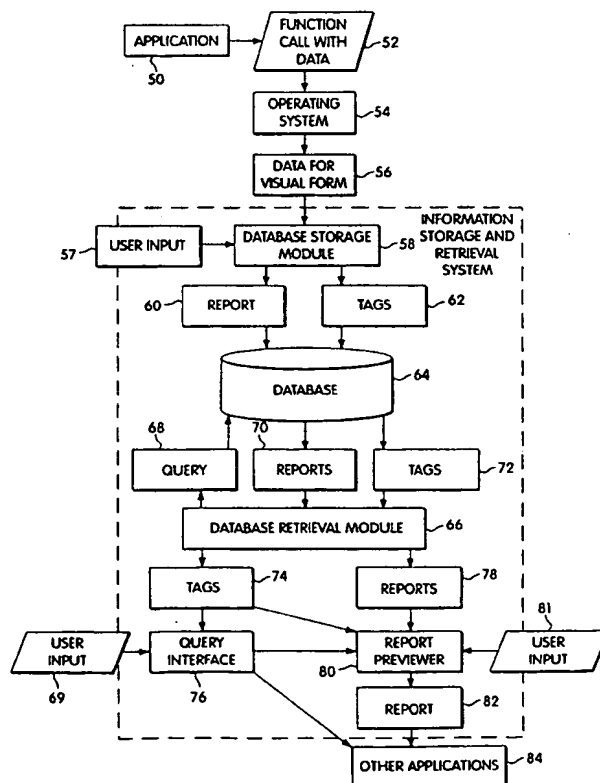 FUNCTION
CALL WITH
DATA
52
APPLICATION
50
OPERATING
SYSTEM
54
DATA FOR
VISUAL FORM
56
INFORMATION
STORAGE AND
RETRIEVAL
SYSTEM
57
USER INPUT
DATABASE STORAGE
MODULE
58
60
REPORT
TAGS
62
DATABASE
64
68
QUERY
70
REPORTS
TAGS
72
DATABASE RETRIEVAL MODULE
66
TAGS
74
REPORTS
78
81
USER
INPUT
69
QUERY
INTERFACE
76
REPORT
PREVIEWER
80
USER
INPUT
REPORT
82
OTHER APPLICATIONS
84